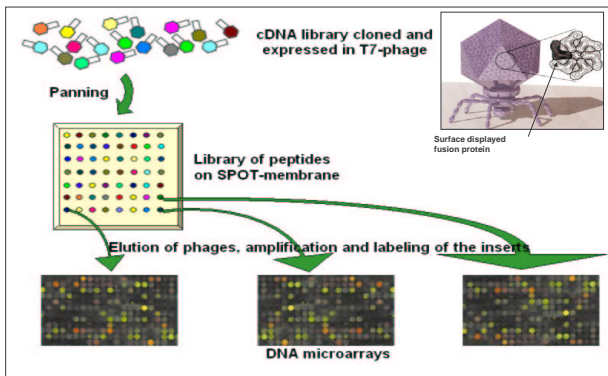 cDNA library cloned and
expressed in T7-phage
Panning
Surface displayed
fusion protein
Library of peptides
on SPOT-membrane
Elution of phages, amplification and labeling of the inserts
DNA microarrays